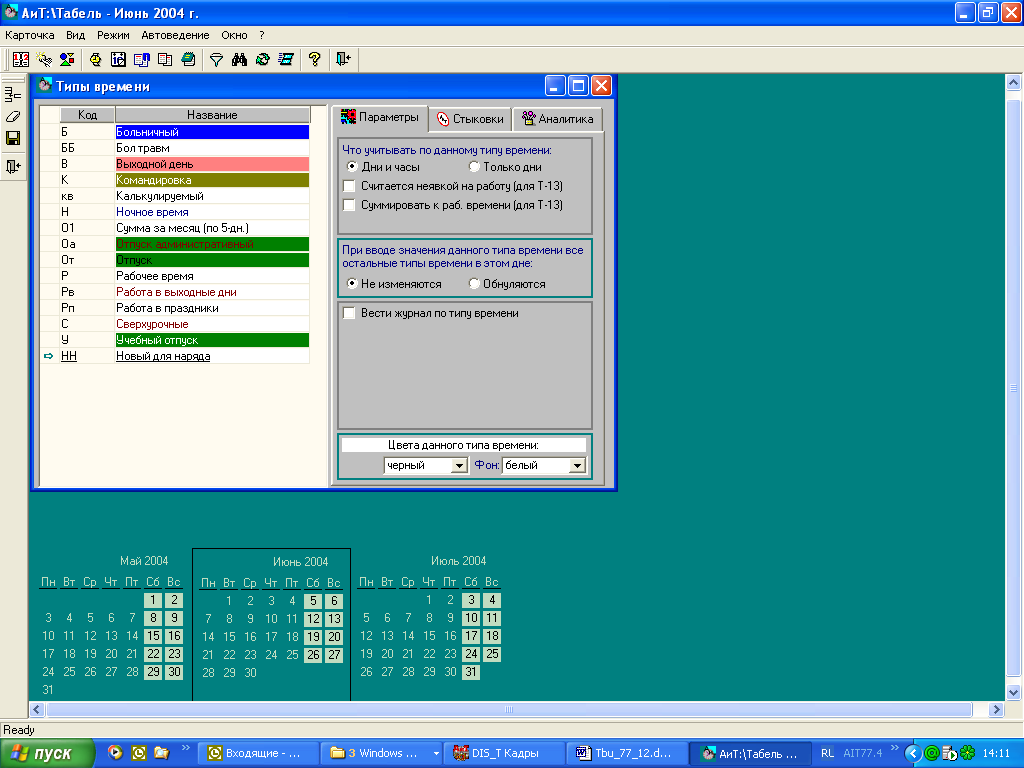 АиТ:\Табель - Июнь 2004 г.
Карточка Вид Режим Автоведение Окно ?
Типы времени
Код Название
Б Больничный
ББ Бол травм
В Выходной день
К Командировка
кв Калькулируемый
Н Ночное время
О1 Сумма за месяц (по 5-дн.)
Оа Отпуск административный
От Отпуск
Р Рабочее время
Рв Работа в выходные дни
Рп Работа в праздники
С Сверхурочные
У Учебный отпуск
НН Новый для наряда
Параметры Стыковки Аналитика
Что учитывать по данному типу времени:
Дни и часы Только дни
Считается неявкой на работу (для Т-13)
Суммировать к раб. времени (для Т-13)
При вводе значения данного типа времени все
остальные типы времени в этом дне:
Не изменяются Обнуляются
Вести журнал по типу времени
Цвета данного типа времени:
черный Фон: белый
Май 2004
Пн Вт Ср Чт Пт Сб Вс
1 2
3 4 5 6 7 8 9
10 11 12 13 14 15 16
17 18 19 20 21 22 23
24 25 26 27 28 29 30
31
Июнь 2004
Пн Вт Ср Чт Пт Сб Вс
1 2 3 4 5 6
7 8 9 10 11 12 13
14 15 16 17 18 19 20
21 22 23 24 25 26 27
28 29 30
Июль 2004
Пн Вт Ср Чт Пт Сб Вс
1 2 3 4
5 6 7 8 9 10 11
12 13 14 15 16 17 18
19 20 21 22 23 24 25
26 27 28 29 30 31
Ready
пуск Входящие - ... 3 Windows ... DIS_T Кадры Tbu_77_12.d... АиТ:\Табель ... RU АІТ77.4 14:11